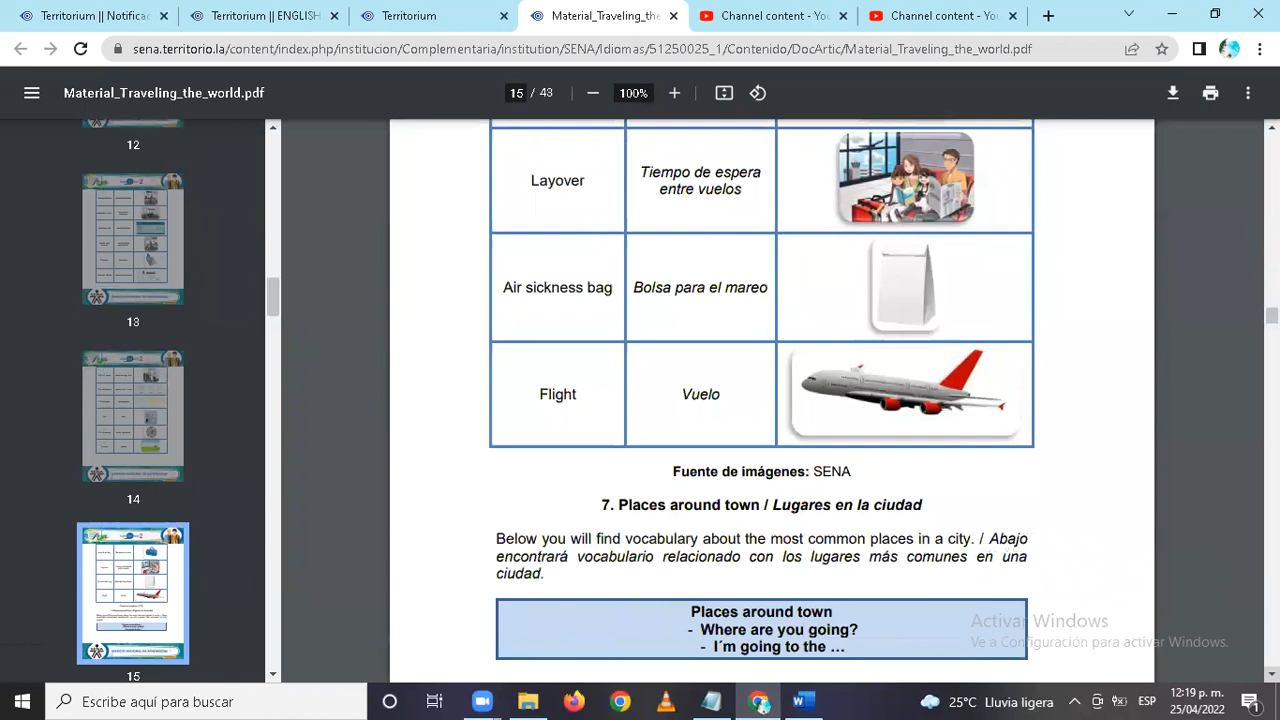 Territorium || Notificac
Territorium || ENGLISH
Territorium
Material_Traveling_the_
Channel content - You
Channel content - You
sena.territorio.la/content/index.php/institucion/Complementaria/institution/SENA/Idiomas/51250025_1/Contenido/DocArtic/Material_Traveling_the_world.pdf
Material_Traveling_the_world.pdf
15 / 43
100%
12
13
14
15
Layover
Tiempo de espera
entre vuelos
Air sickness bag
Bolsa para el mareo
Flight
Vuelo
Fuente de imágenes: SENA
7. Places around town / Lugares en la ciudad
Below you will find vocabulary about the most common places in a city. / Abajo
encontrará vocabulario relacionado con los lugares más comunes en una
ciudad.
Places around town
- Where are you going?
- I´m going to the …
Activar Windows
Ve a Configuración para activar Windows.
Escribe aquí para buscar
25°C Lluvia ligera
ESP
12:19 p. m.
25/04/2022
1